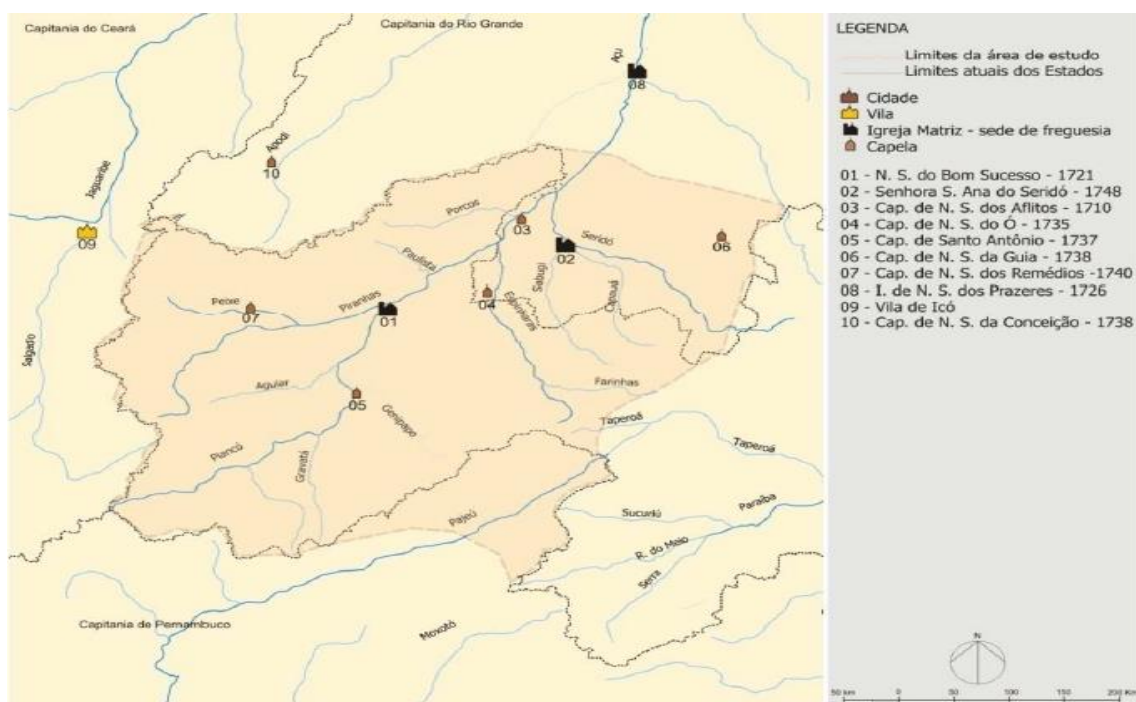 Capitania do Ceará
Capitania do Rio Grande
Açu
08
Apodi
10
Jaguaribe
09
Porcos
03
Seridó
06
02
Paulista
Sabugi
Piranhas
04
Espinharas
Peixe
07
01
Salgado
Aguiar
05
Farinhas
Genipapo
Taperoá
Taperoá
Piancó
Gravatá
Pajeú
Sucuriú
Paraíba
R. do Meio
Serra
Capitania de Pernambuco
Moxotó
LEGENDA
Limites da área de estudo
Limites atuais dos Estados
Cidade
Vila
Igreja Matriz - sede de freguesia
Capela
01 - N. S. do Bom Sucesso - 1721
02 - Senhora S. Ana do Seridó - 1748
03 - Cap. de N. S. dos Aflitos - 1710
04 - Cap. de N. S. do Ó - 1735
05 - Cap. de Santo Antônio - 1737
06 - Cap. de N. S. da Guia - 1738
07 - Cap. de N. S. dos Remédios -1740
08 - I. de N. S. dos Prazeres - 1726
09 - Vila de Icó
10 - Cap. de N. S. da Conceição - 1738
N
50 km 0 50 100 150 200 Km